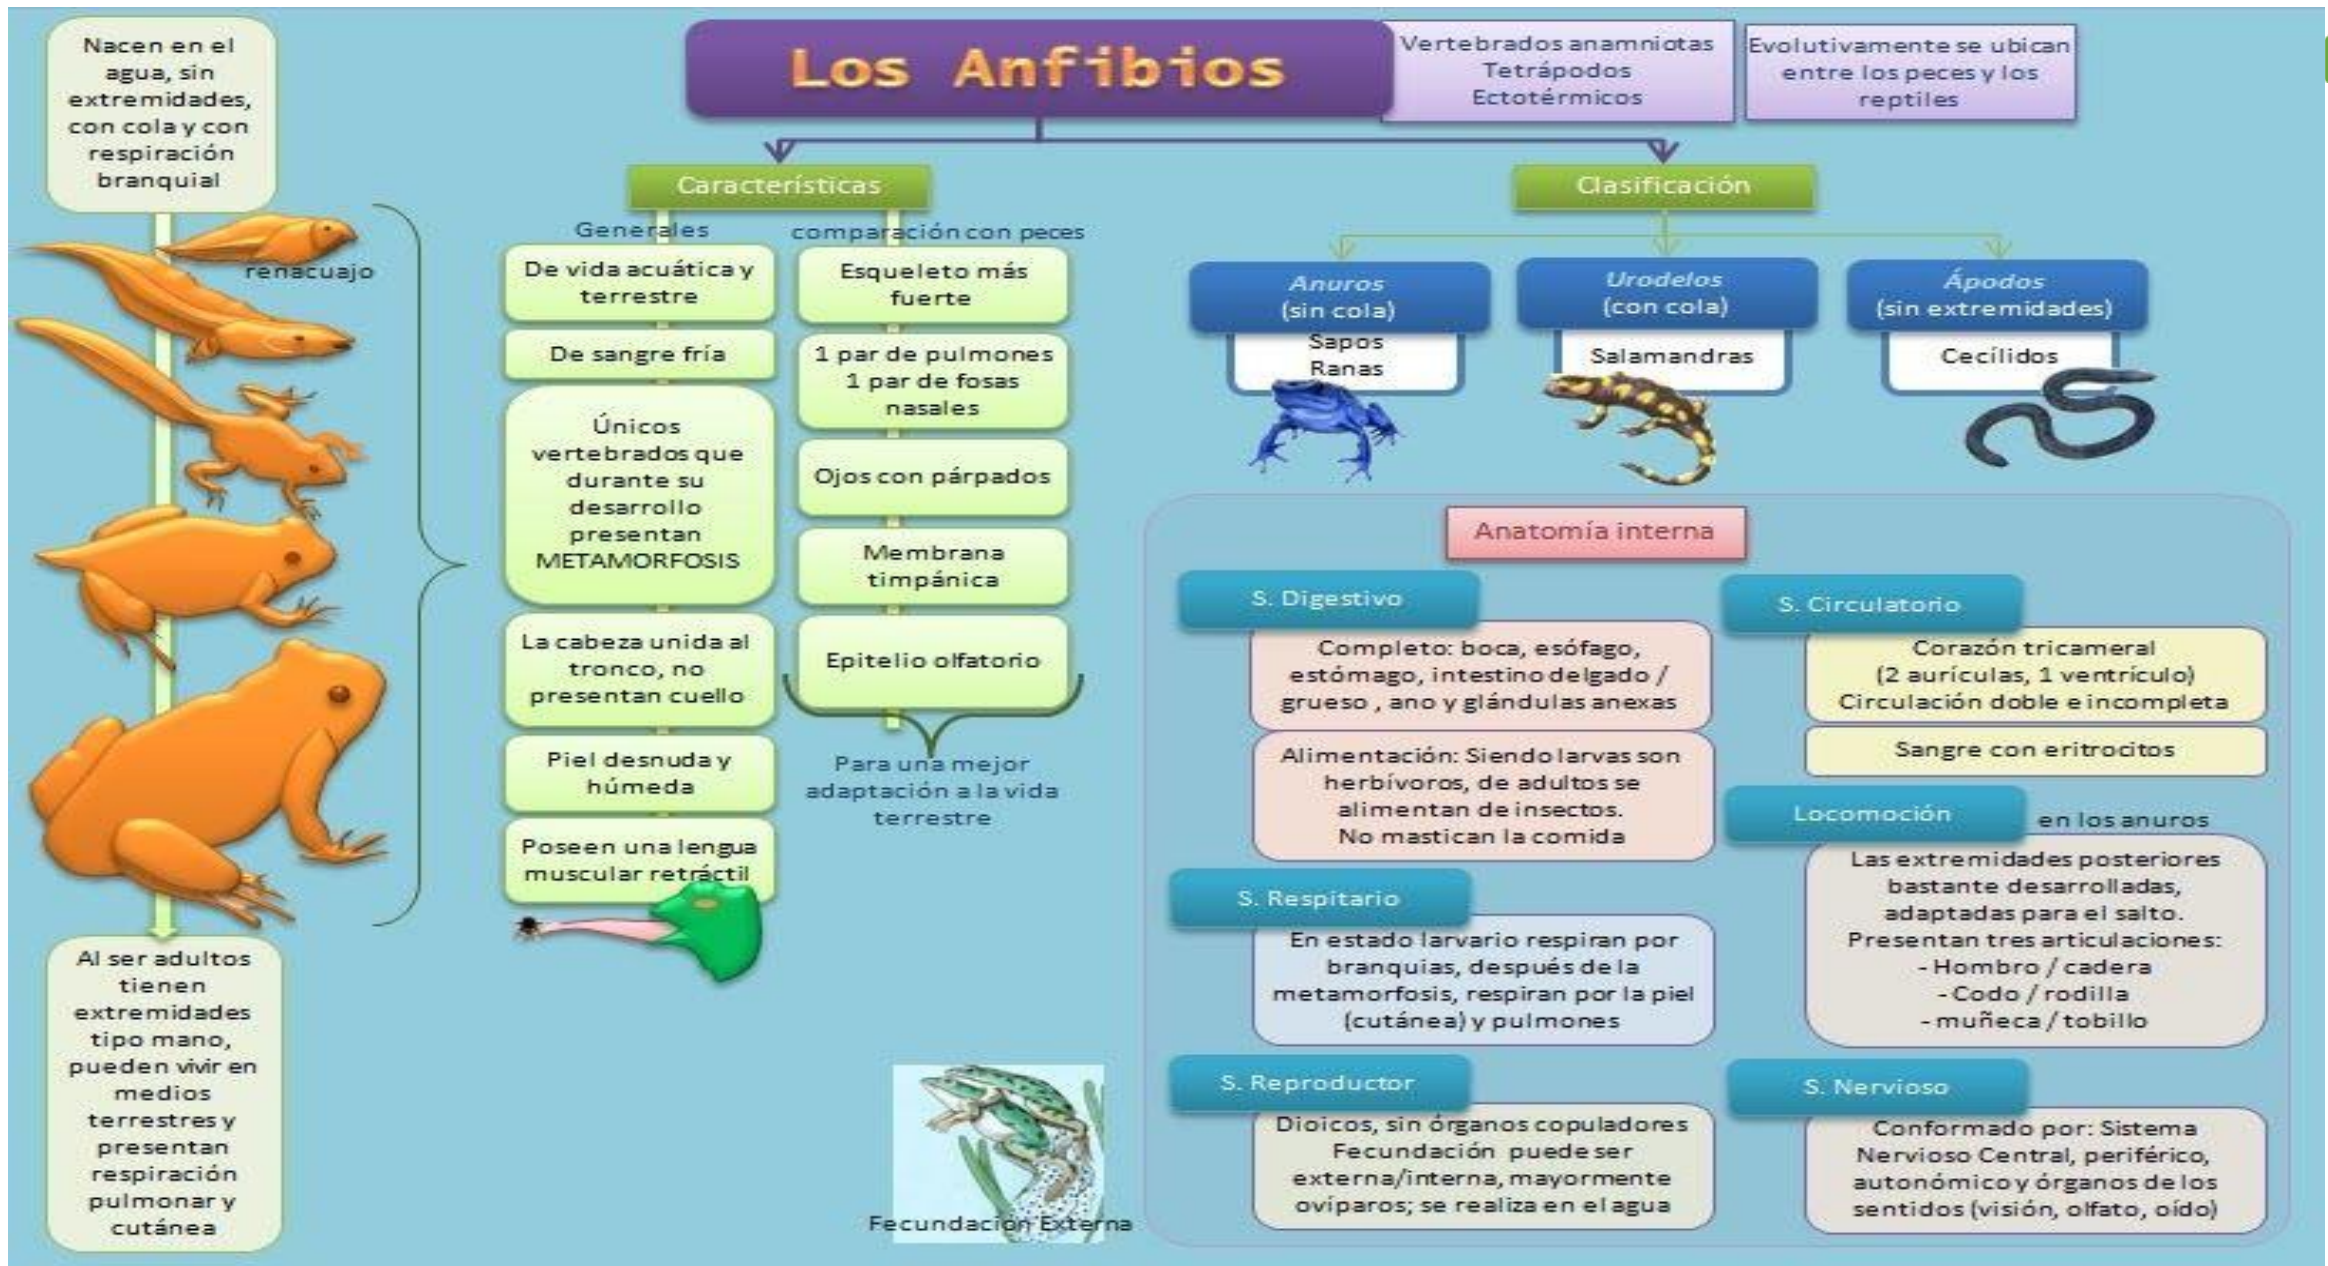 Los Anfibios
Vertebrados anamniotas
Tetrápodos
Ectotérmicos
Evolutivamente se ubican
entre los peces y los
reptiles
Nacen en el
agua, sin
extremidades,
con cola y con
respiración
branquial
renacuajo
Al ser adultos
tienen
extremidades
tipo mano,
pueden vivir en
medios
terrestres y
presentan
respiración
pulmonar y
cutánea
Características
Generales
De vida acuática y
terrestre
De sangre fría
Únicos
vertebrados que
durante su
desarrollo
presentan
METAMORFOSIS
La cabeza unida al
tronco, no
presentan cuello
Piel desnuda y
húmeda
Poseen una lengua
muscular retráctil
comparación con peces
Esqueleto más
fuerte
1 par de pulmones
1 par de fosas
nasales
Ojos con párpados
Membrana
timpánica
Epitelio olfatorio
Para una mejor
adaptación a la vida
terrestre
Clasificación
Anuros
(sin cola)
Sapos
Ranas
Urodelos
(con cola)
Salamandras
Ápodos
(sin extremidades)
Cecílidos
Anatomía interna
S. Digestivo
Completo: boca, esófago,
estómago, intestino delgado /
grueso , ano y glándulas anexas
Alimentación: Siendo larvas son
herbívoros, de adultos se
alimentan de insectos.
No mastican la comida
S. Respitario
En estado larvario respiran por
branquias, después de la
metamorfosis, respiran por la piel
(cutánea) y pulmones
S. Reproductor
Dioicos, sin órganos copuladores
Fecundación puede ser
externa/interna, mayormente
ovíparos; se realiza en el agua
Fecundación Externa
S. Circulatorio
Corazón tricameral
(2 aurículas, 1 ventrículo)
Circulación doble e incompleta
Sangre con eritrocitos
Locomoción
en los anuros
Las extremidades posteriores
bastante desarrolladas,
adaptadas para el salto.
Presentan tres articulaciones:
- Hombro / cadera
- Codo / rodilla
- muñeca / tobillo
S. Nervioso
Conformado por: Sistema
Nervioso Central, periférico,
autonómico y órganos de los
sentidos (visión, olfato, oído)